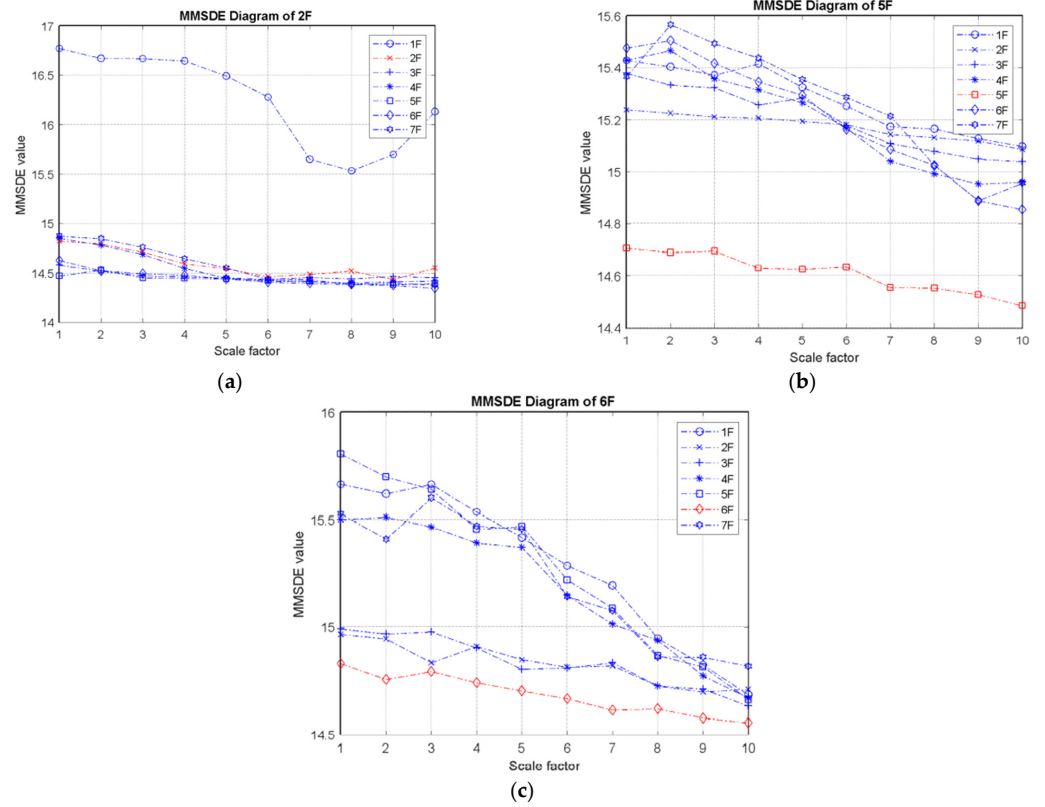 MMSDE Diagram of 2F
17
16.5
16
15.5
15
14.5
14
MMSDE value
1 2 3 4 5 6 7 8 9 10
Scale factor
1F
2F
3F
4F
5F
6F
7F
(a)
MMSDE Diagram of 5F
15.6
15.4
15.2
15
14.8
14.6
14.4
MMSDE value
1 2 3 4 5 6 7 8 9 10
Scale factor
1F
2F
3F
4F
5F
6F
7F
(b)
MMSDE Diagram of 6F
16
15.5
15
14.5
MMSDE value
1 2 3 4 5 6 7 8 9 10
Scale factor
1F
2F
3F
4F
5F
6F
7F
(c)